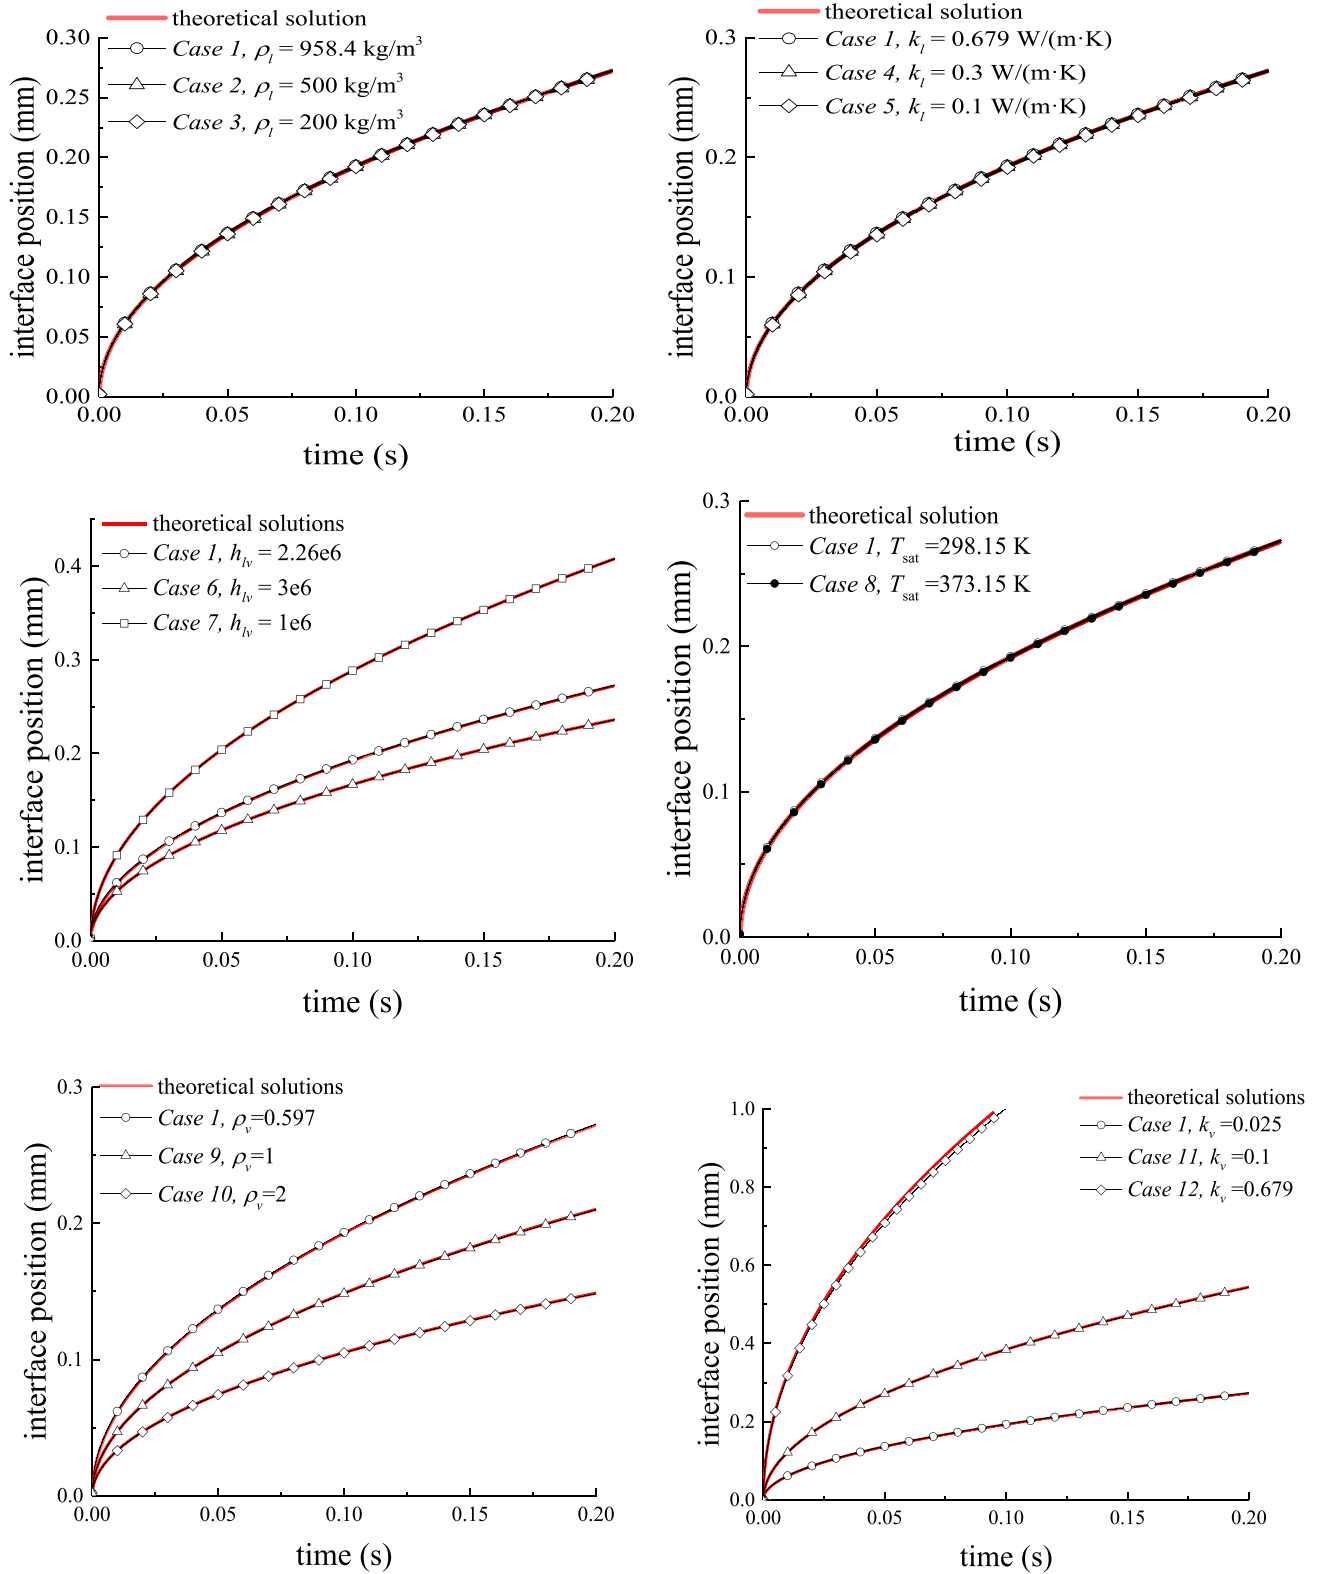 theoretical solution
Case 1, ρl = 958.4 kg/m³
Case 2, ρl = 500 kg/m³
Case 3, ρl = 200 kg/m³
0.30
0.25
0.20
0.15
0.10
0.05
0.00
interface position (mm)
0.00 0.05 0.10 0.15 0.20
time (s)
theoretical solution
Case 1, kl = 0.679 W/(m·K)
Case 4, kl = 0.3 W/(m·K)
Case 5, kl = 0.1 W/(m·K)
0.3
0.2
0.1
0.0
interface position (mm)
0.00 0.05 0.10 0.15 0.20
time (s)
theoretical solutions
Case 1, hlv = 2.26e6
Case 6, hlv = 3e6
Case 7, hlv = 1e6
0.4
0.3
0.2
0.1
0.0
interface position (mm)
0.00 0.05 0.10 0.15 0.20
time (s)
theoretical solution
Case 1, Tsat =298.15 K
Case 8, Tsat =373.15 K
0.3
0.2
0.1
0.0
interface position (mm)
0.00 0.05 0.10 0.15 0.20
time (s)
theoretical solutions
Case 1, ρv=0.597
Case 9, ρv=1
Case 10, ρv=2
0.3
0.2
0.1
0.0
interface position (mm)
0.00 0.05 0.10 0.15 0.20
time (s)
theoretical solutions
Case 1, kv =0.025
Case 11, kv =0.1
Case 12, kv =0.679
1.0
0.8
0.6
0.4
0.2
0.0
interface position (mm)
0.00 0.05 0.10 0.15 0.20
time (s)